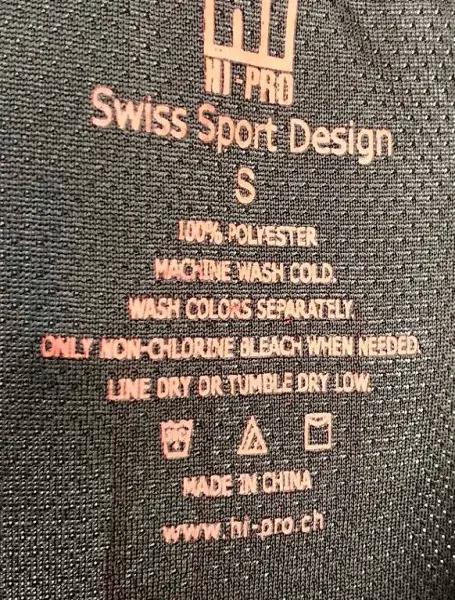 HI-PRO
Swiss Sport Design
S
100% POLYESTER
MACHINE WASH COLD.
WASH COLORS SEPARATELY.
ONLY NON-CHLORINE BLEACH WHEN NEEDED.
LINE DRY OR TUMBLE DRY LOW.
MADE IN CHINA
www.hi-pro.ch